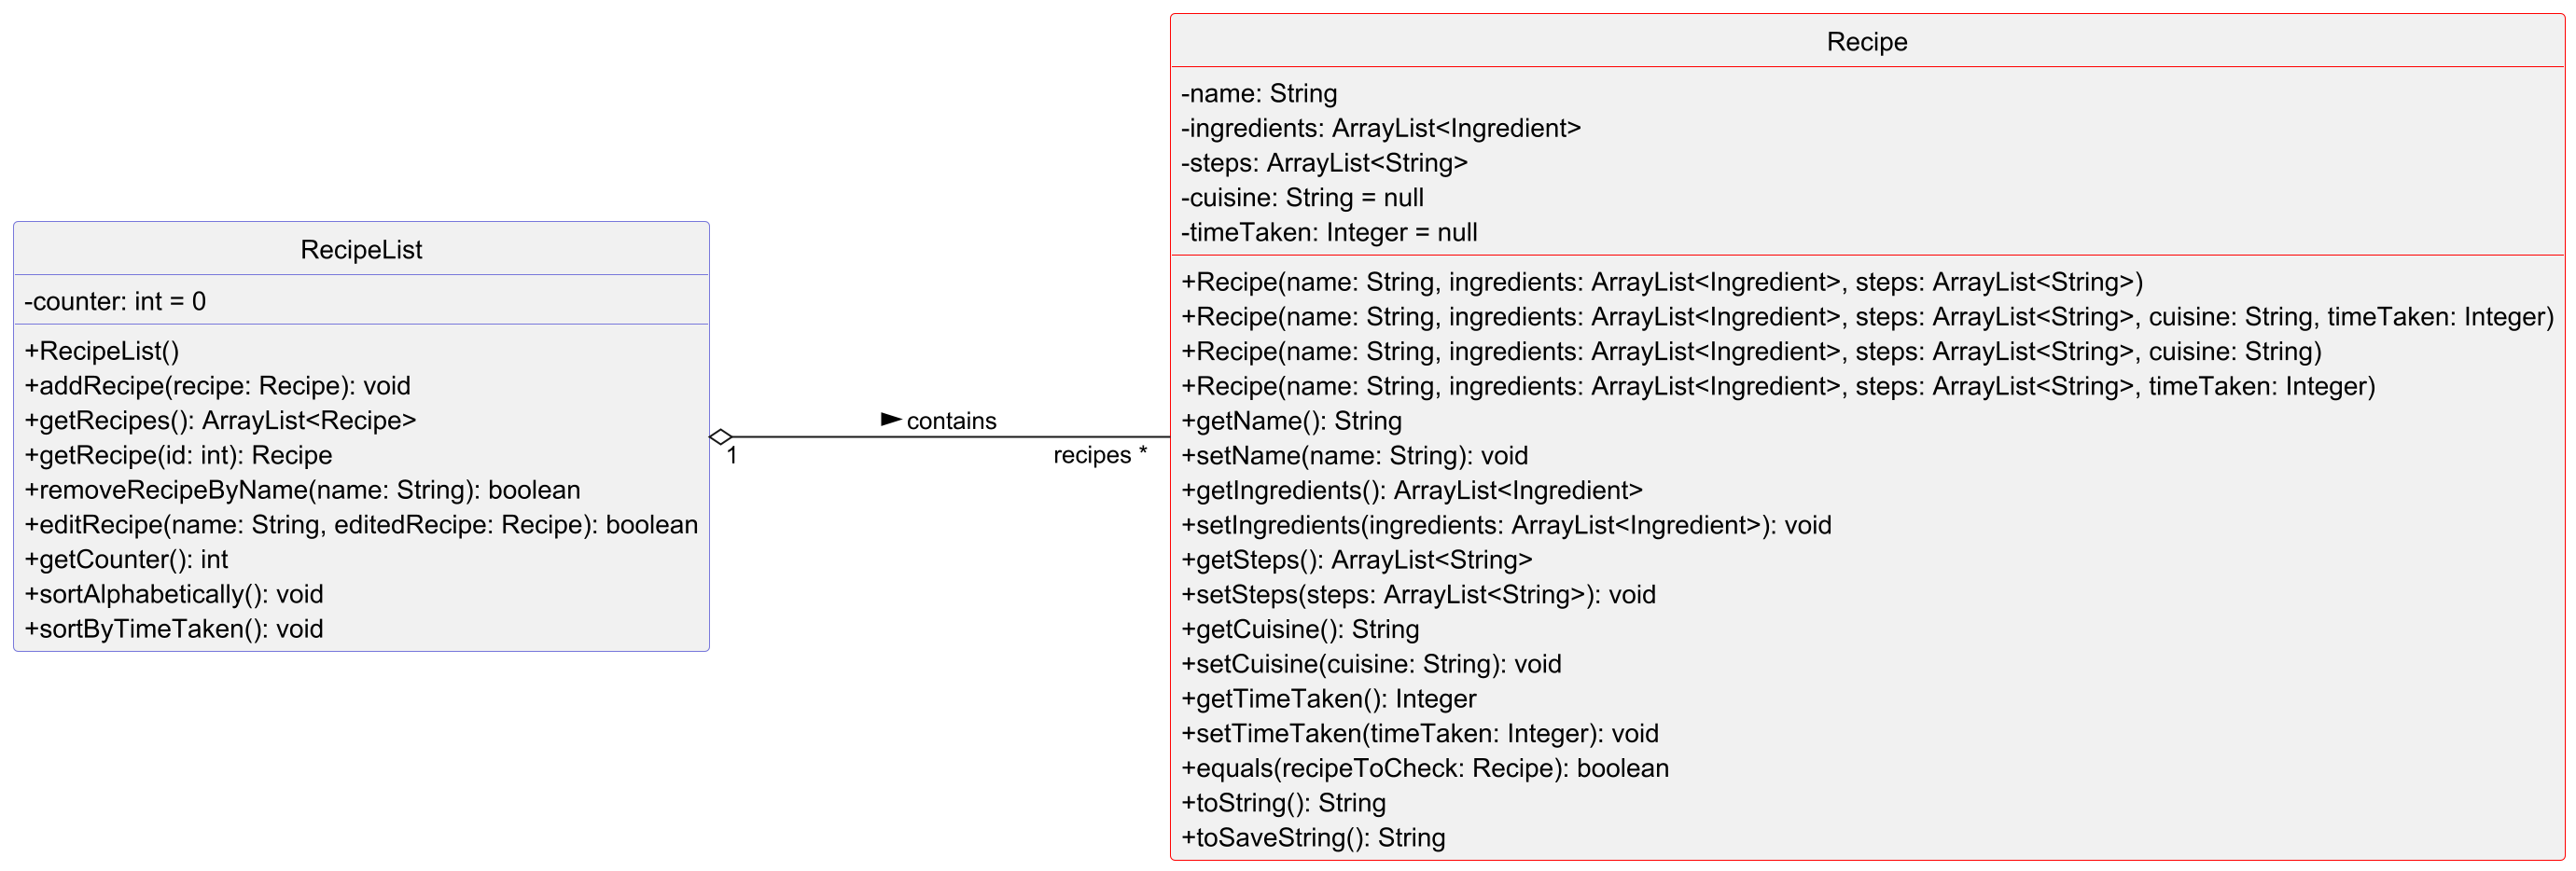 RecipeList
-counter: int = 0
+RecipeList()
+addRecipe(recipe: Recipe): void
+getRecipes(): ArrayList<Recipe>
+getRecipe(id: int): Recipe
+removeRecipeByName(name: String): boolean
+editRecipe(name: String, editedRecipe: Recipe): boolean
+getCounter(): int
+sortAlphabetically(): void
+sortByTimeTaken(): void
contains
1
recipes *
Recipe
-name: String
-ingredients: ArrayList<Ingredient>
-steps: ArrayList<String>
-cuisine: String = null
-timeTaken: Integer = null
+Recipe(name: String, ingredients: ArrayList<Ingredient>, steps: ArrayList<String>)
+Recipe(name: String, ingredients: ArrayList<Ingredient>, steps: ArrayList<String>, cuisine: String, timeTaken: Integer)
+Recipe(name: String, ingredients: ArrayList<Ingredient>, steps: ArrayList<String>, cuisine: String)
+Recipe(name: String, ingredients: ArrayList<Ingredient>, steps: ArrayList<String>, timeTaken: Integer)
+getName(): String
+setName(name: String): void
+getIngredients(): ArrayList<Ingredient>
+setIngredients(ingredients: ArrayList<Ingredient>): void
+getSteps(): ArrayList<String>
+setSteps(steps: ArrayList<String>): void
+getCuisine(): String
+setCuisine(cuisine: String): void
+getTimeTaken(): Integer
+setTimeTaken(timeTaken: Integer): void
+equals(recipeToCheck: Recipe): boolean
+toString(): String
+toSaveString(): String